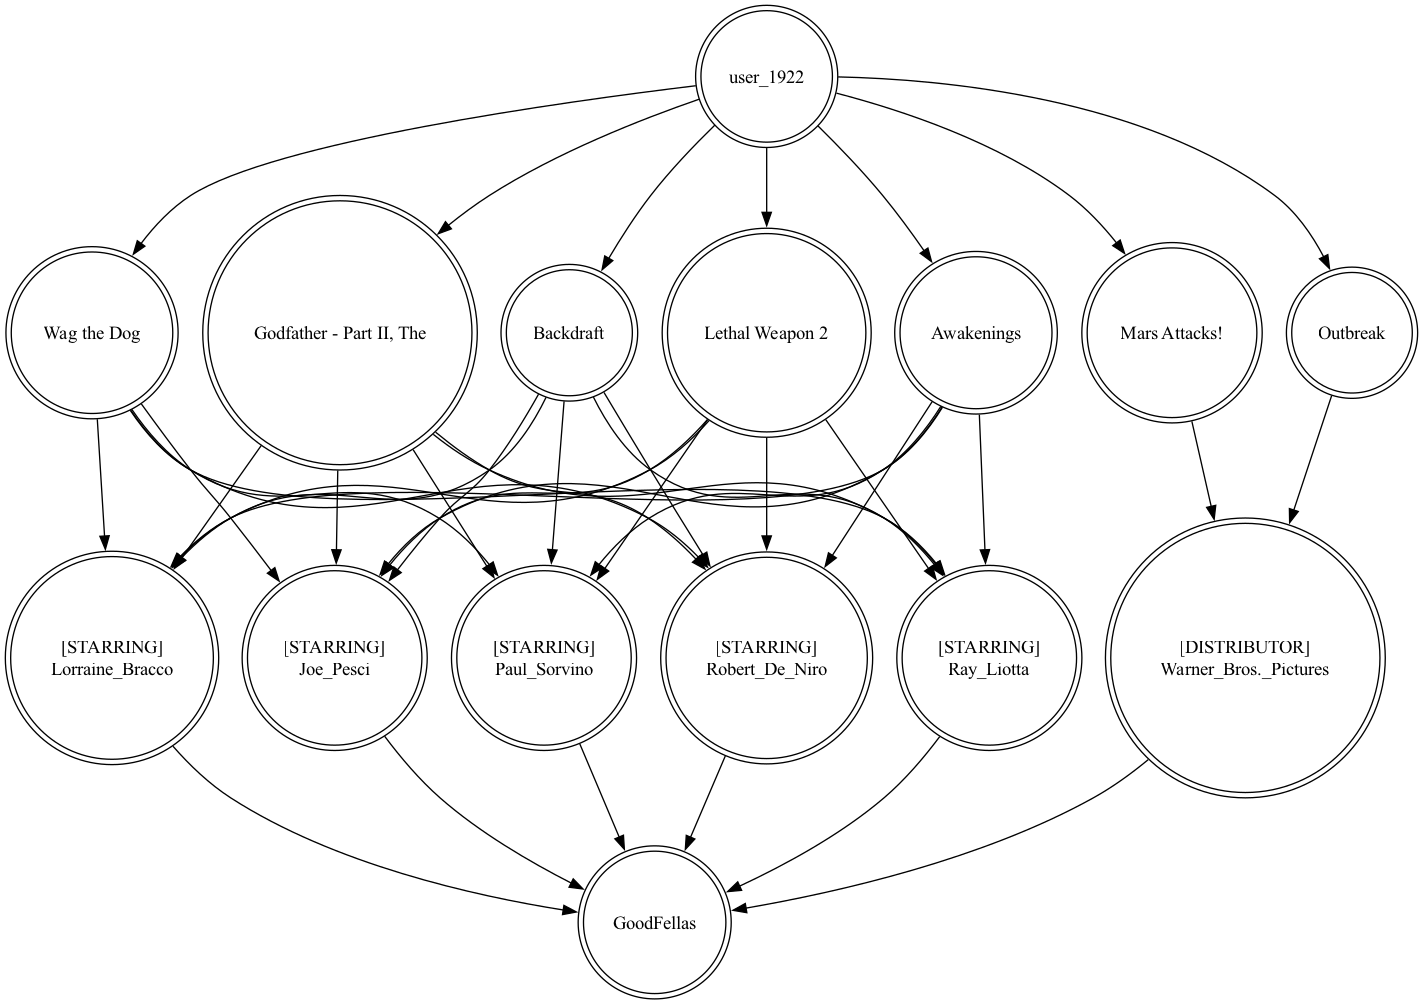 user_1922
Wag the Dog
Godfather - Part II, The
Backdraft
Lethal Weapon 2
Awakenings
Mars Attacks!
Outbreak
[STARRING]
Lorraine_Bracco
[STARRING]
Joe_Pesci
[STARRING]
Paul_Sorvino
[STARRING]
Robert_De_Niro
[STARRING]
Ray_Liotta
[DISTRIBUTOR]
Warner_Bros._Pictures
GoodFellas